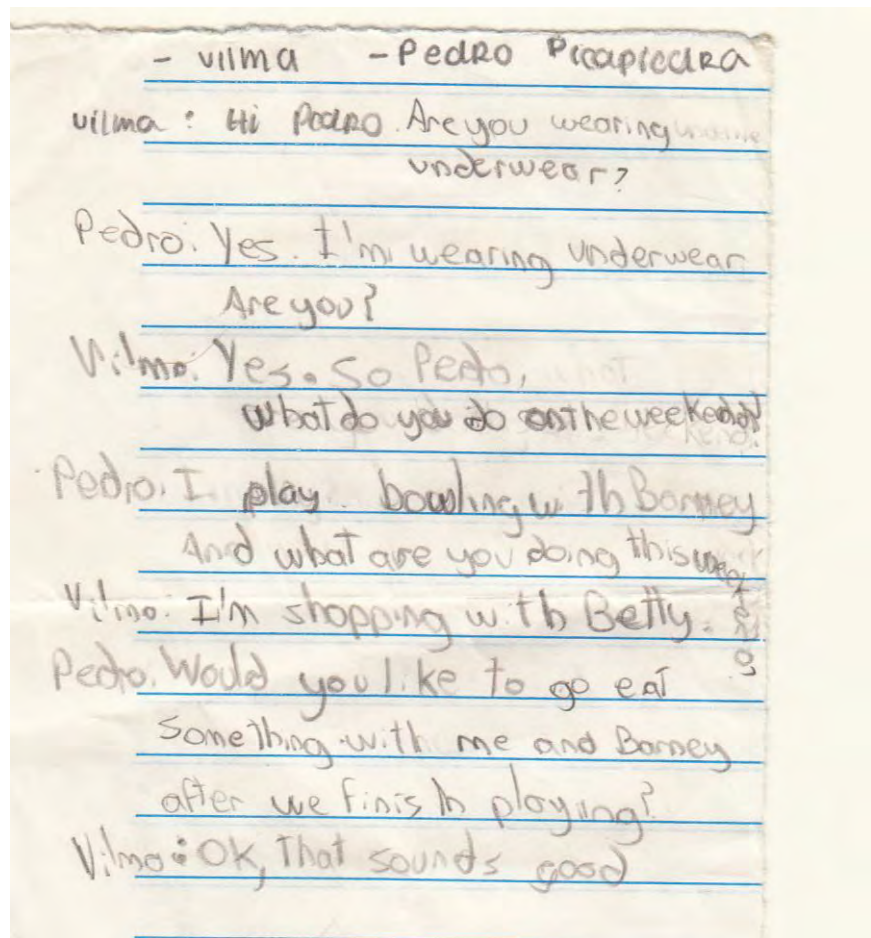 - vilma - Pedro Picapiedra
vilma : Hi Pedro. Are you wearing
underwear?
Pedro: Yes. I'm wearing underwear.
Are you?
Vilma: Yes. So Pedro,
what do you do on the weekend?
Pedro: I play bowling with Barney
And what are you doing this weekend?
Vilma: I'm shopping with Betty.
Pedro: Would you like to go eat
something with me and Barney
after we finish playing?
Vilma: OK, that sounds good